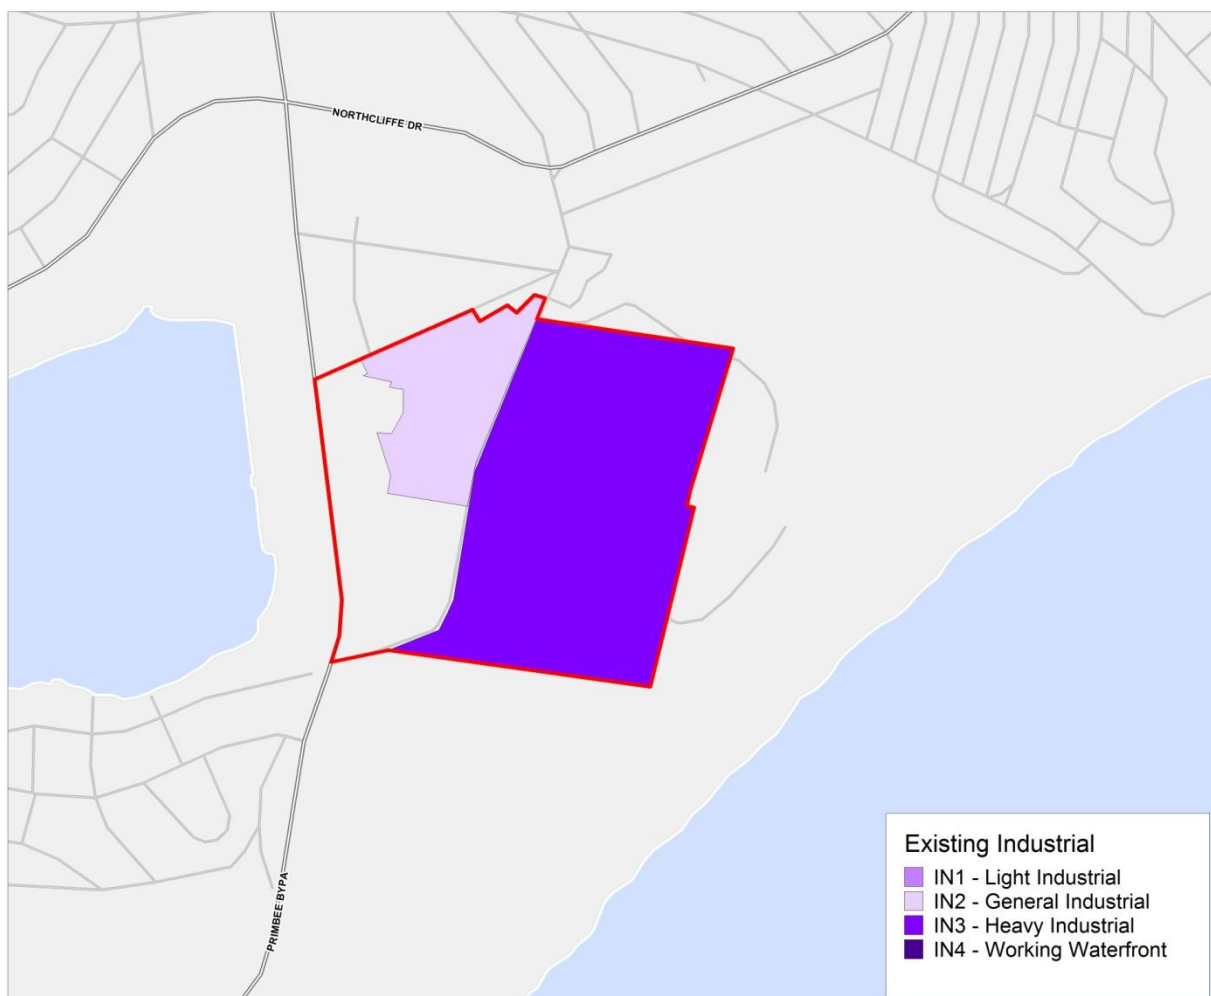 NORTHCLIFFE DR
PRIMBEE BYPA
Existing Industrial
IN1 - Light Industrial
IN2 - General Industrial
IN3 - Heavy Industrial
IN4 - Working Waterfront